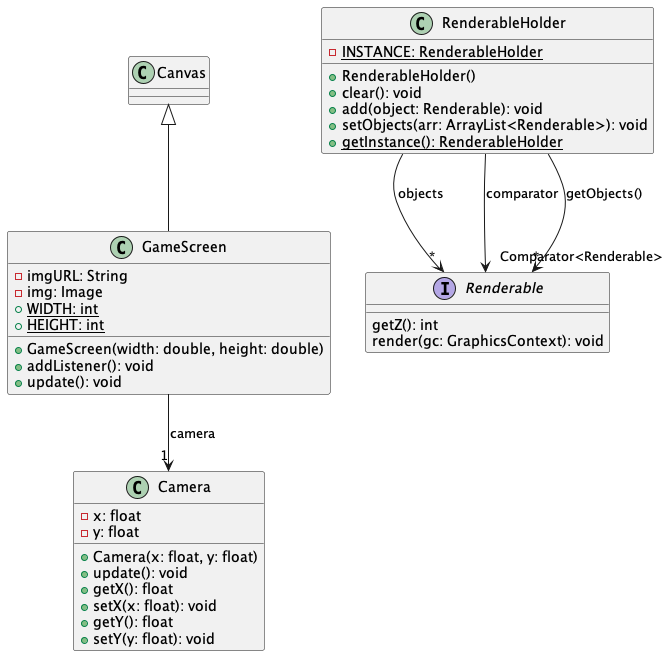 C RenderableHolder
INSTANCE: RenderableHolder
RenderableHolder()
clear(): void
add(object: Renderable): void
setObjects(arr: ArrayList<Renderable>): void
getInstance(): RenderableHolder
C Canvas
objects
comparator
getObjects()
*
*
Comparator<Renderable>
C GameScreen
imgURL: String
img: Image
WIDTH: int
HEIGHT: int
GameScreen(width: double, height: double)
addListener(): void
update(): void
I Renderable
getZ(): int
render(gc: GraphicsContext): void
camera
1
C Camera
x: float
y: float
Camera(x: float, y: float)
update(): void
getX(): float
setX(x: float): void
getY(): float
setY(y: float): void